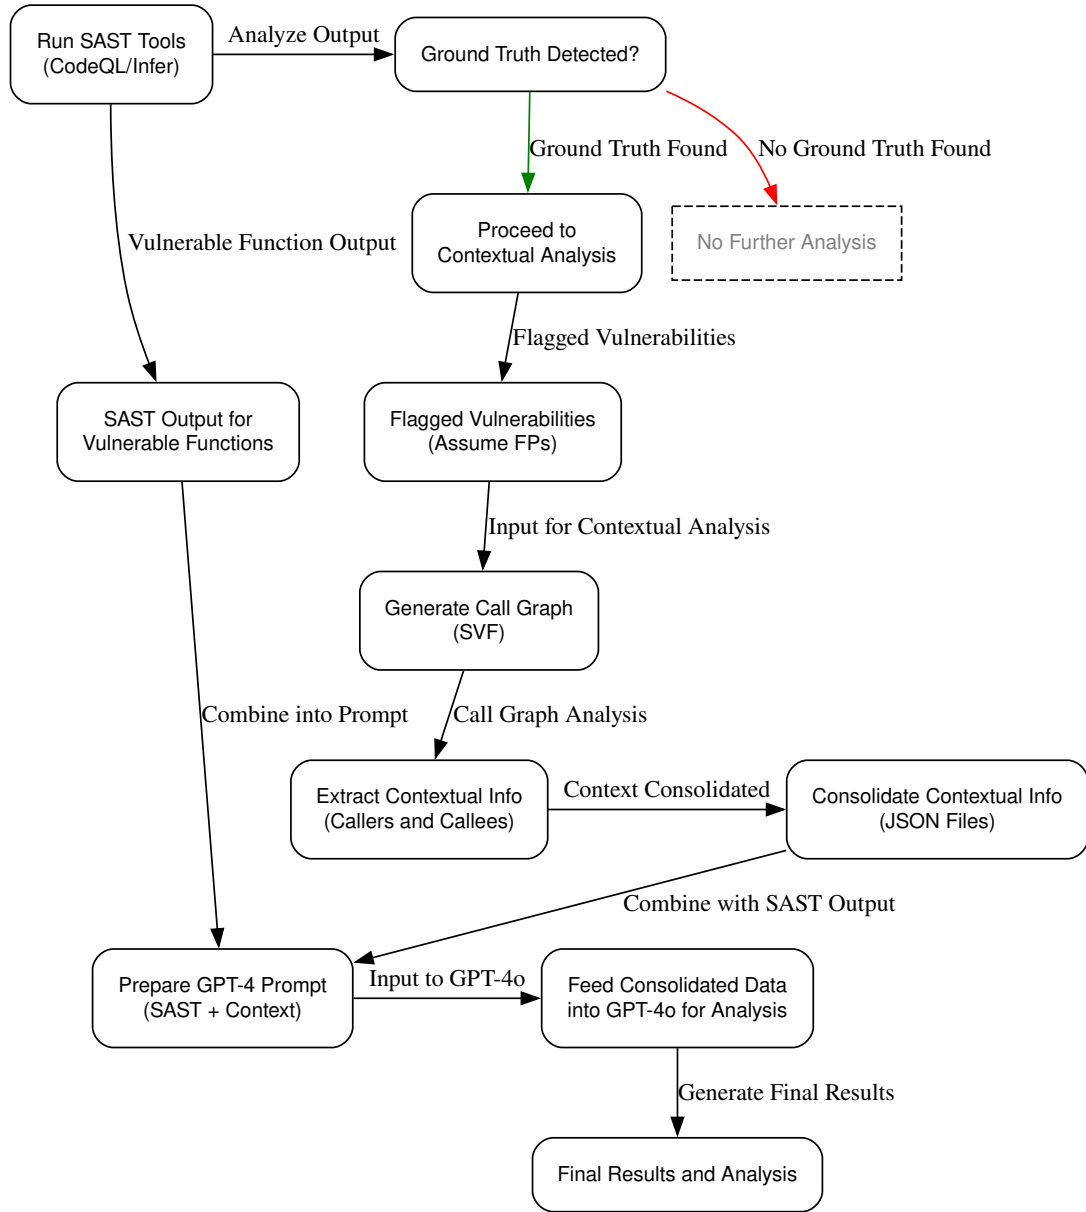 Run SAST Tools
(CodeQL/Infer)
Analyze Output
Ground Truth Detected?
Ground Truth Found
No Ground Truth Found
Vulnerable Function Output
Proceed to
Contextual Analysis
No Further Analysis
Flagged Vulnerabilities
SAST Output for
Vulnerable Functions
Flagged Vulnerabilities
(Assume FPs)
Input for Contextual Analysis
Generate Call Graph
(SVF)
Combine into Prompt
Call Graph Analysis
Extract Contextual Info
(Callers and Callees)
Context Consolidated
Consolidate Contextual Info
(JSON Files)
Combine with SAST Output
Prepare GPT-4 Prompt
(SAST + Context)
Input to GPT-4o
Feed Consolidated Data
into GPT-4o for Analysis
Generate Final Results
Final Results and Analysis